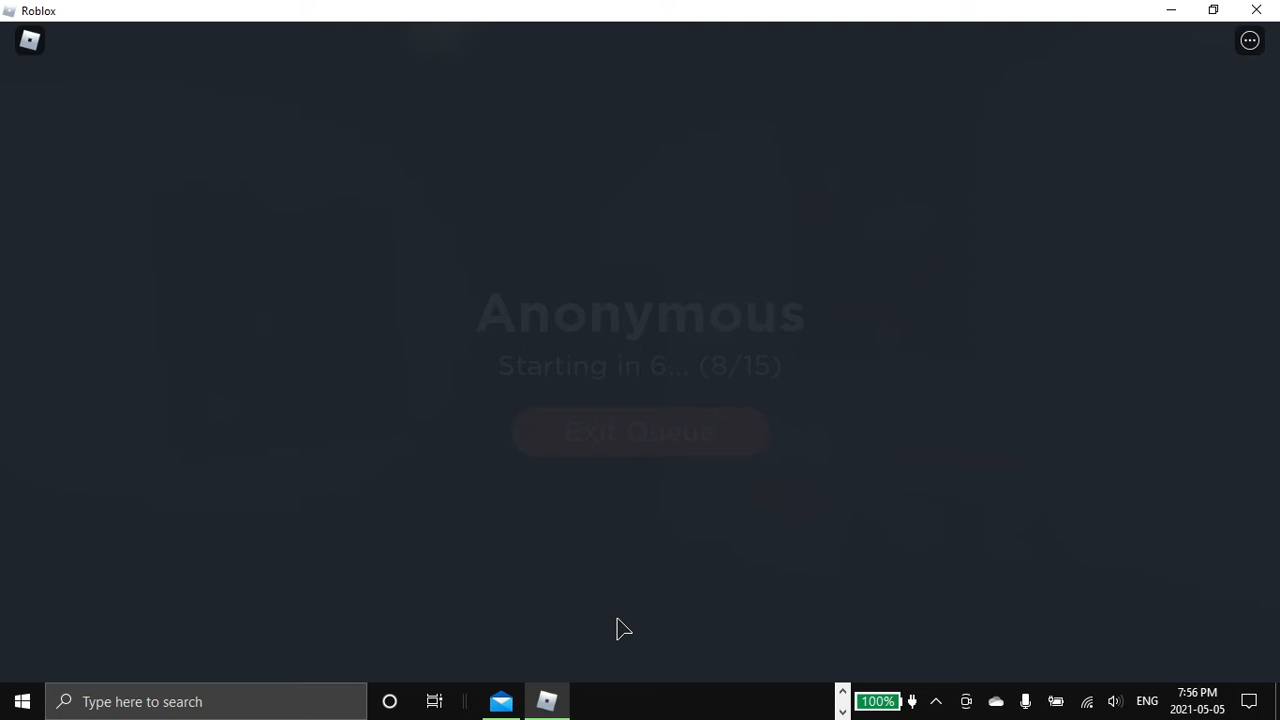 Roblox
Anonymous
Starting in 6... (8/15)
Exit Queue
Type here to search
100%
ENG
7:56 PM
2021-05-05